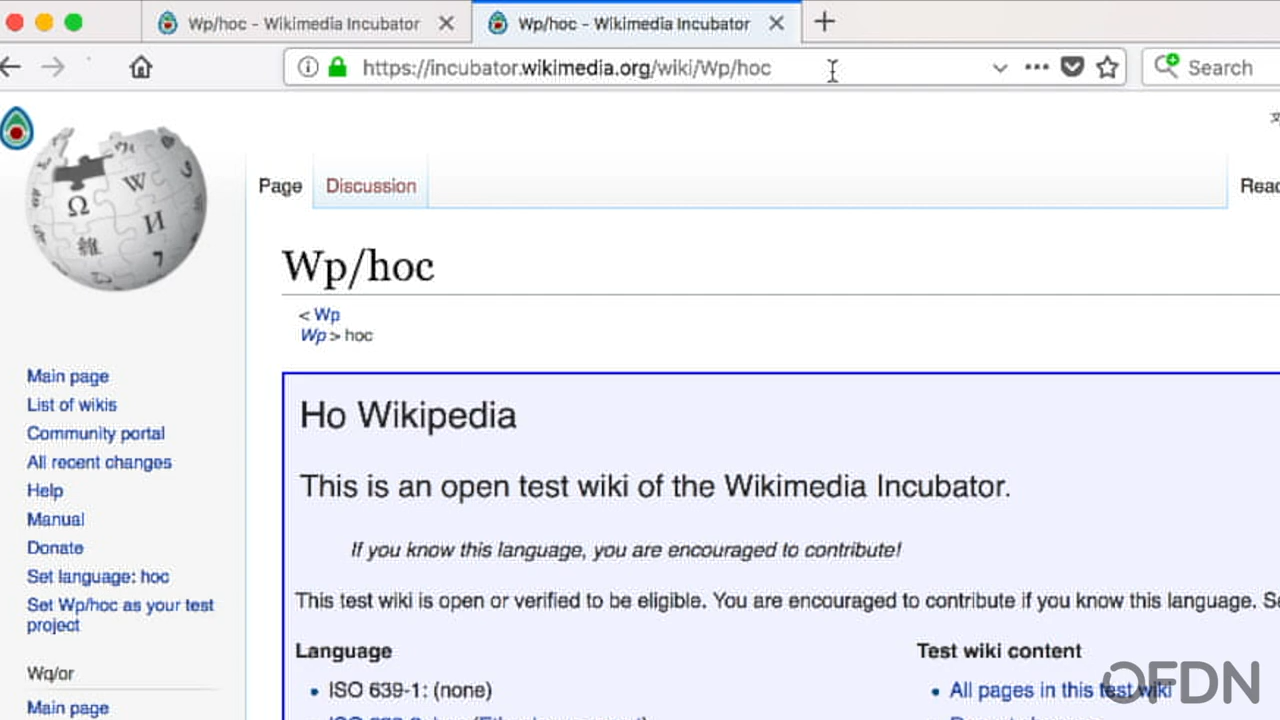 Wp/hoc - Wikimedia Incubator
Wp/hoc - Wikimedia Incubator
https://incubator.wikimedia.org/wiki/Wp/hoc
Search
Ω W И 維
Page
Discussion
Wp/hoc
< Wp
Wp > hoc
Main page
List of wikis
Community portal
All recent changes
Help
Manual
Donate
Set language: hoc
Set Wp/hoc as your test
project
Wq/or
Main page
Ho Wikipedia
This is an open test wiki of the Wikimedia Incubator.
If you know this language, you are encouraged to contribute!
This test wiki is open or verified to be eligible. You are encouraged to contribute if you know this language.
Language
ISO 639-1: (none)
Test wiki content
All pages in this test wiki
OFDN